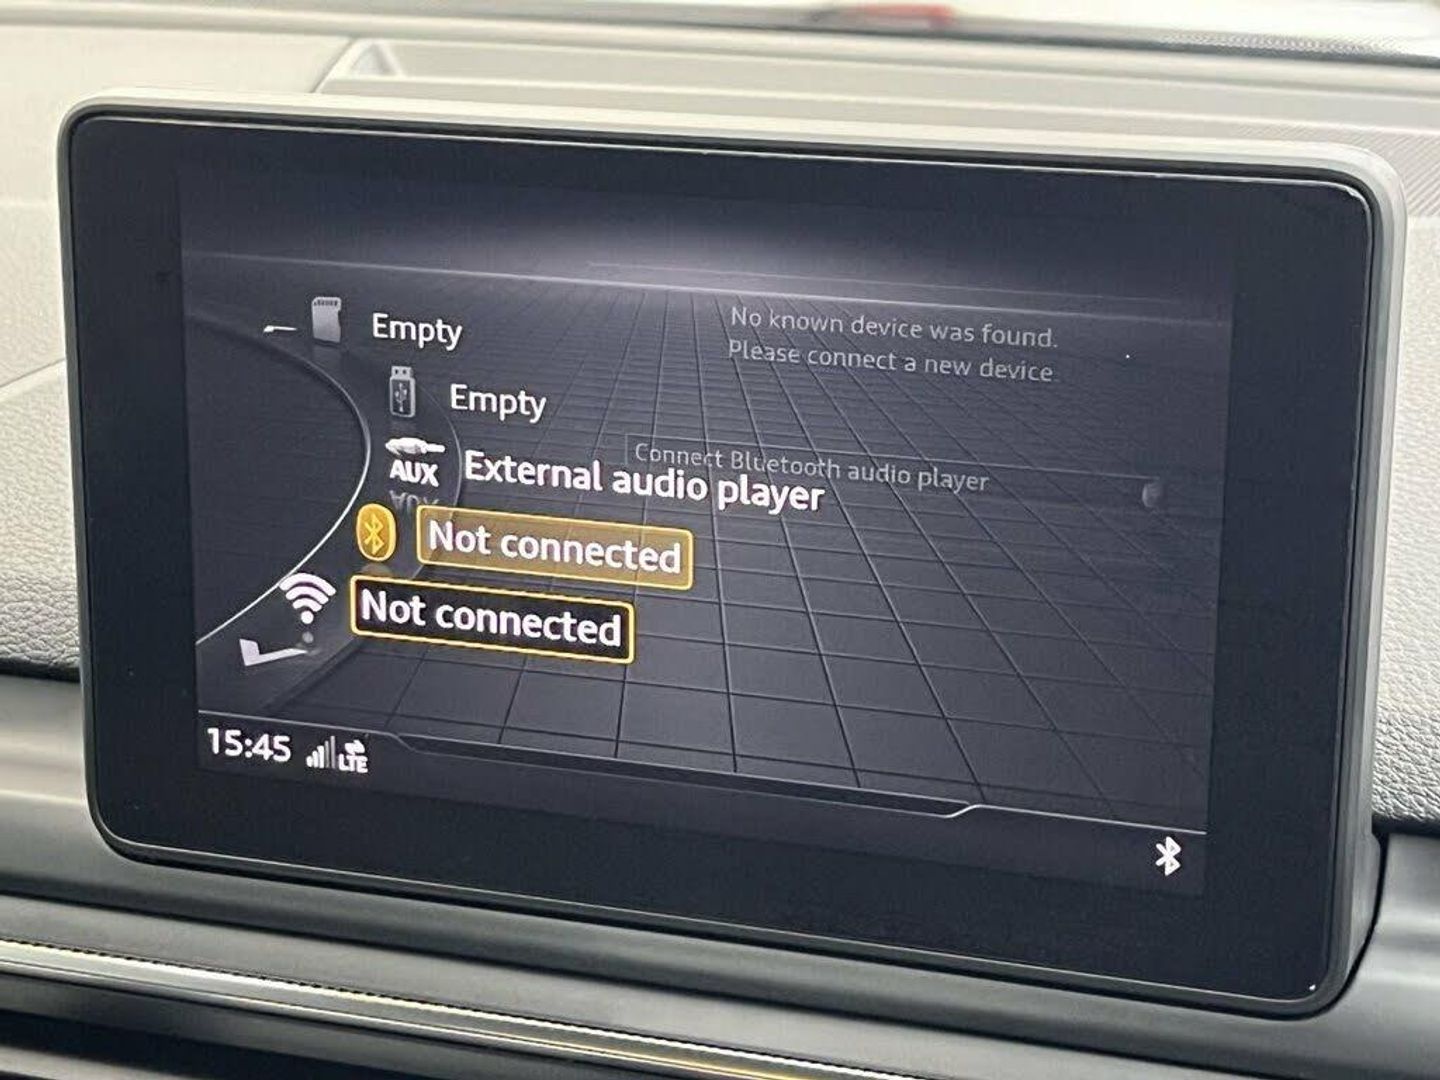 Empty
No known device was found.
Please connect a new device
Empty
Connect Bluetooth audio player
AUX
External audio player
Not connected
Not connected
15:45
LTE